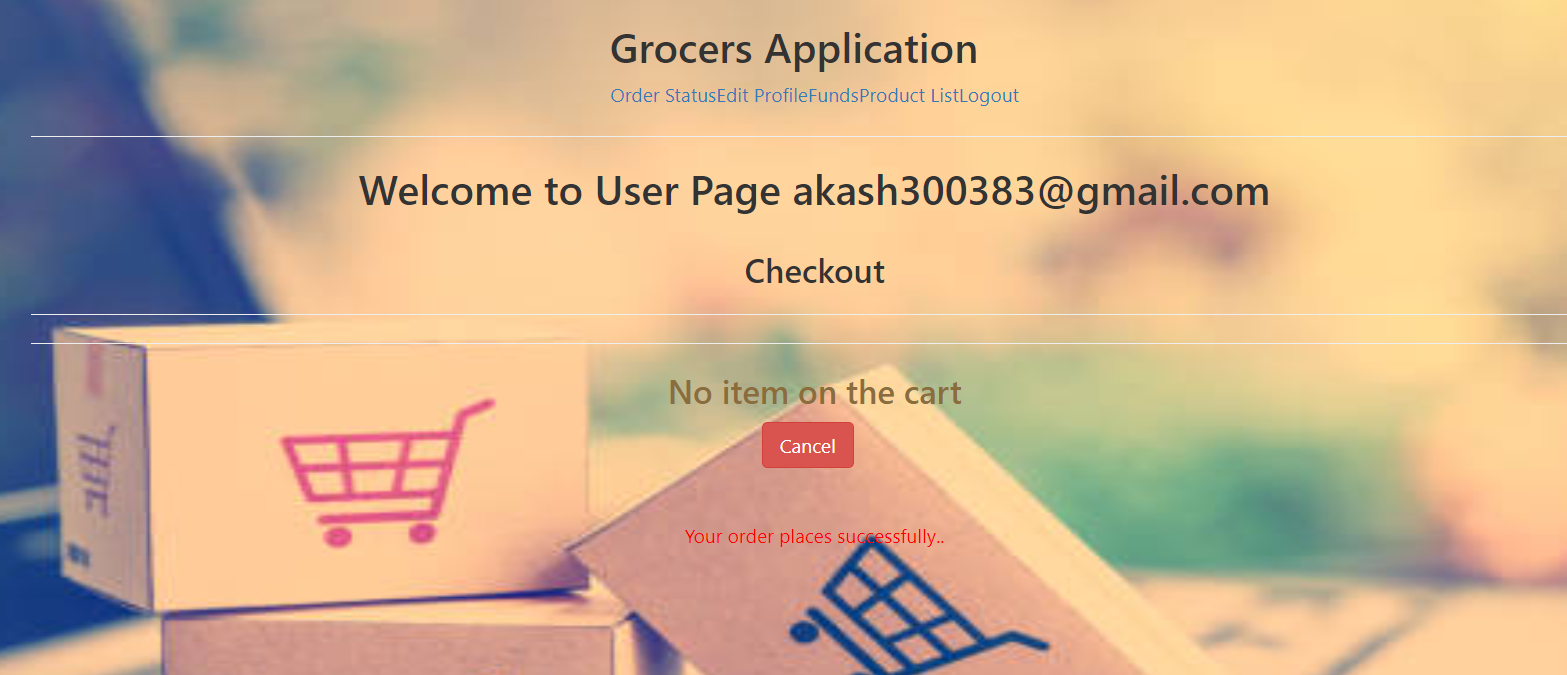 Grocers Application
Order StatusEdit ProfileFundsProduct ListLogout
Welcome to User Page akash300383@gmail.com
Checkout
No item on the cart
Cancel
Your order places successfully..